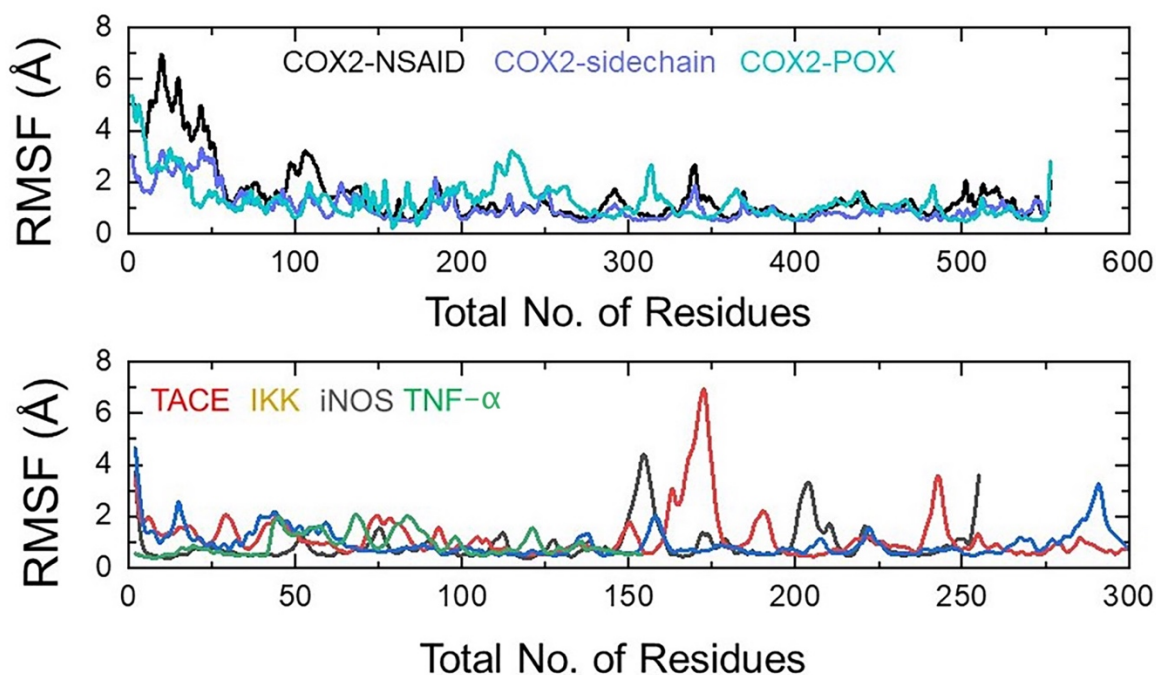 8
COX2-NSAID COX2-sidechain COX2-POX
6
4
2
0
RMSF (Å)
0 100 200 300 400 500 600
Total No. of Residues
8
TACE IKK iNOS TNF-α
6
4
2
0
RMSF (Å)
0 50 100 150 200 250 300
Total No. of Residues